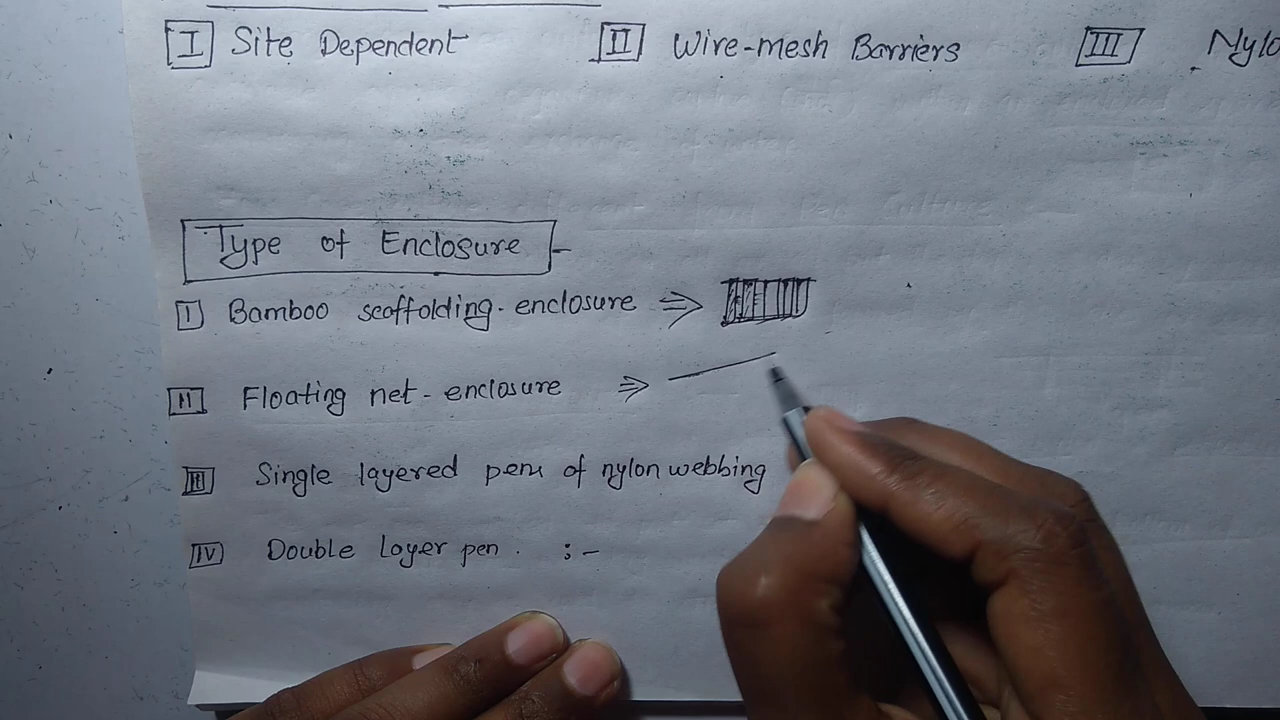 I Site Dependent II Wire-mesh Barriers III Nylo
Type of Enclosure -
I Bamboo scaffolding. enclosure ⇒
II Floating net - enclosure ⇒
III Single layered pen of nylon webbing
IV Double layer pen . : -